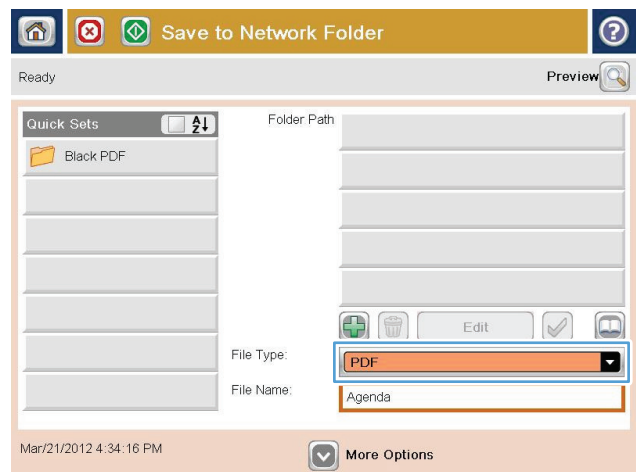 Save to Network Folder
Ready
Preview
Quick Sets
A
Z
Folder Path
Black PDF
Edit
File Type:
PDF
File Name:
Agenda
Mar/21/2012 4:34:16 PM
More Options